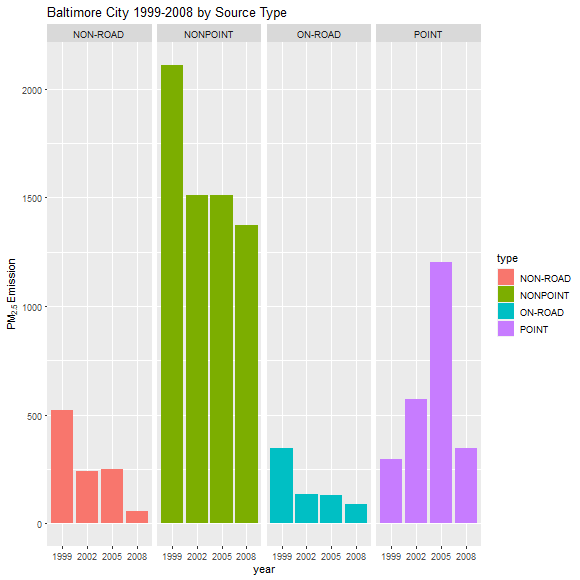 Baltimore City 1999-2008 by Source Type
NON-ROAD NONPOINT ON-ROAD POINT
2000
1500
1000
500
0
PM2.5 Emission
1999 2002 2005 2008 1999 2002 2005 2008 1999 2002 2005 2008 1999 2002 2005 2008
year
type
NON-ROAD
NONPOINT
ON-ROAD
POINT